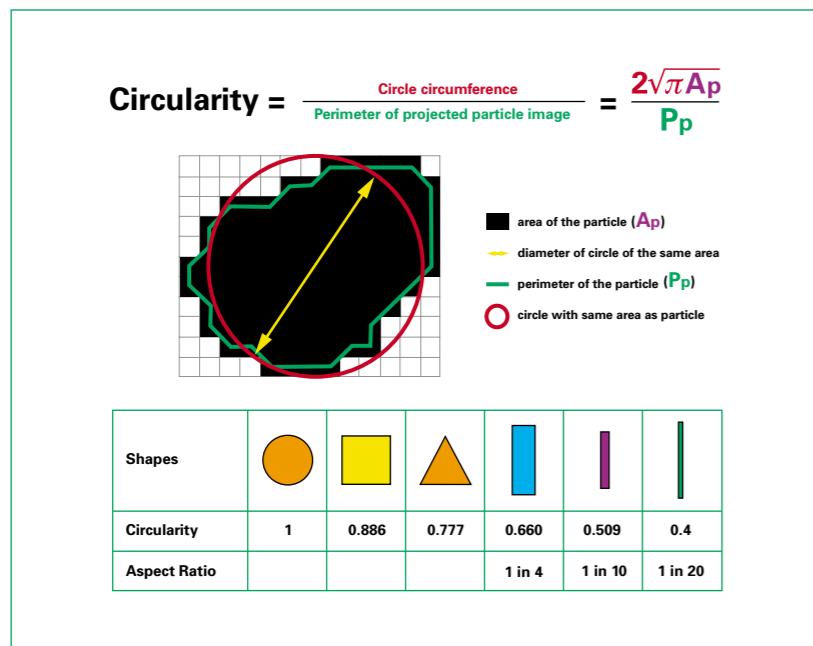 Circularity = Circle circumference / Perimeter of projected particle image = 2√πAp / Pp
area of the particle (Ap)
diameter of circle of the same area
perimeter of the particle (Pp)
circle with same area as particle
Shapes
Circularity 1 0.886 0.777 0.660 0.509 0.4
Aspect Ratio 1 in 4 1 in 10 1 in 20